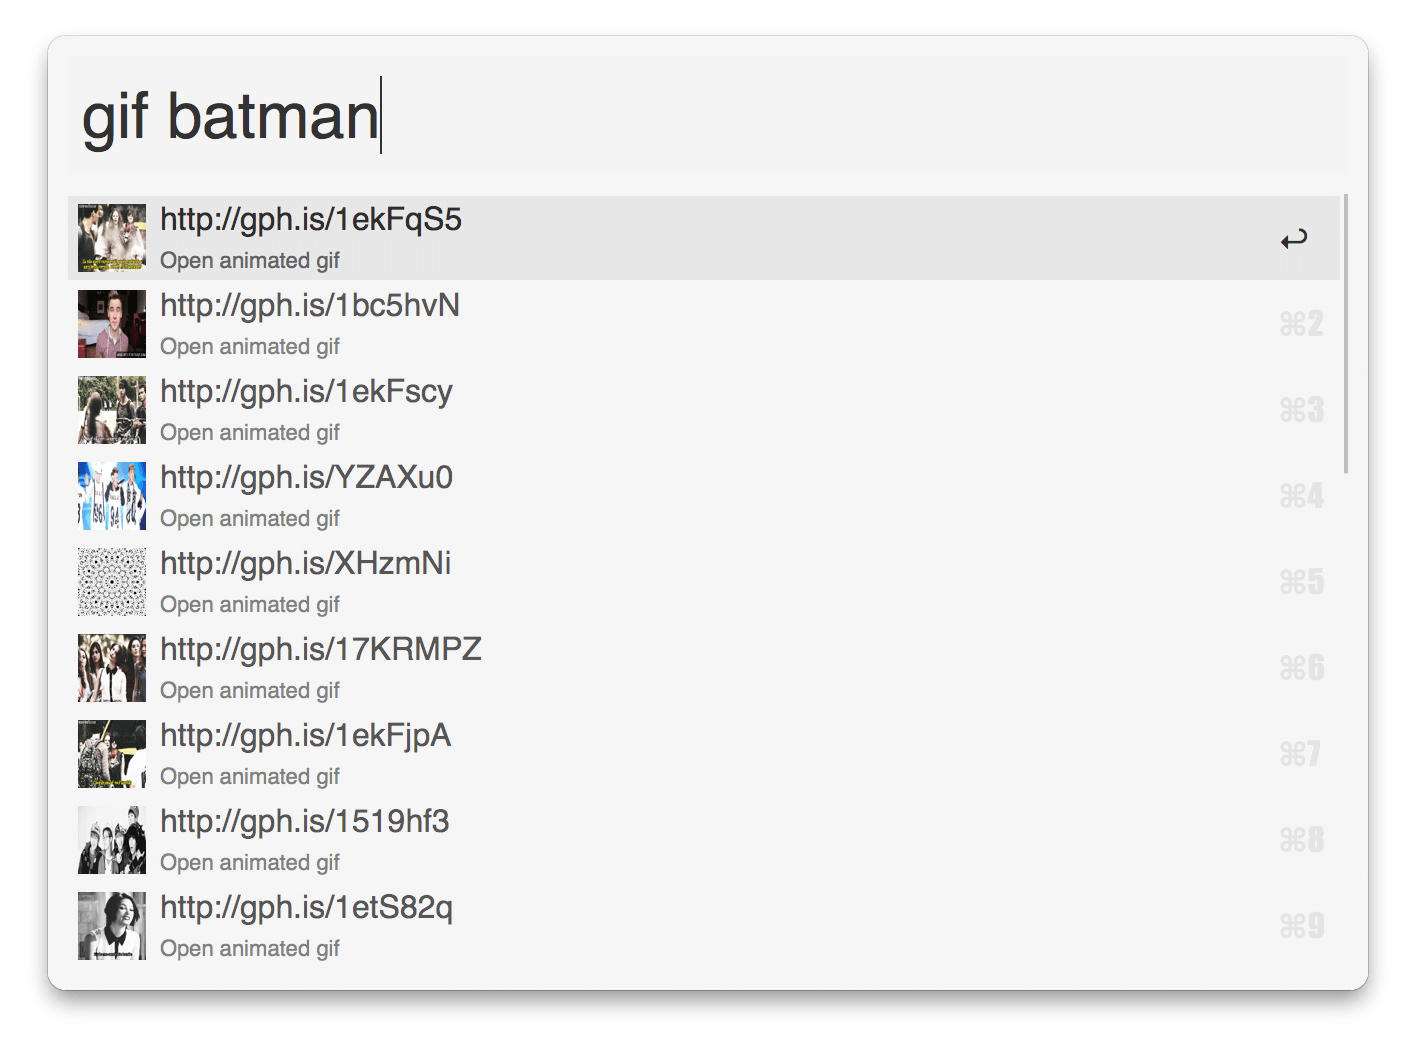 gif batman
http://gph.is/1ekFqS5
Open animated gif
http://gph.is/1bc5hvN
Open animated gif
⌘2
http://gph.is/1ekFscy
Open animated gif
⌘3
http://gph.is/YZAXu0
Open animated gif
⌘4
http://gph.is/XHzmNi
Open animated gif
⌘5
http://gph.is/17KRMPZ
Open animated gif
⌘6
http://gph.is/1ekFjpA
Open animated gif
⌘7
http://gph.is/1519hf3
Open animated gif
⌘8
http://gph.is/1etS82q
Open animated gif
⌘9